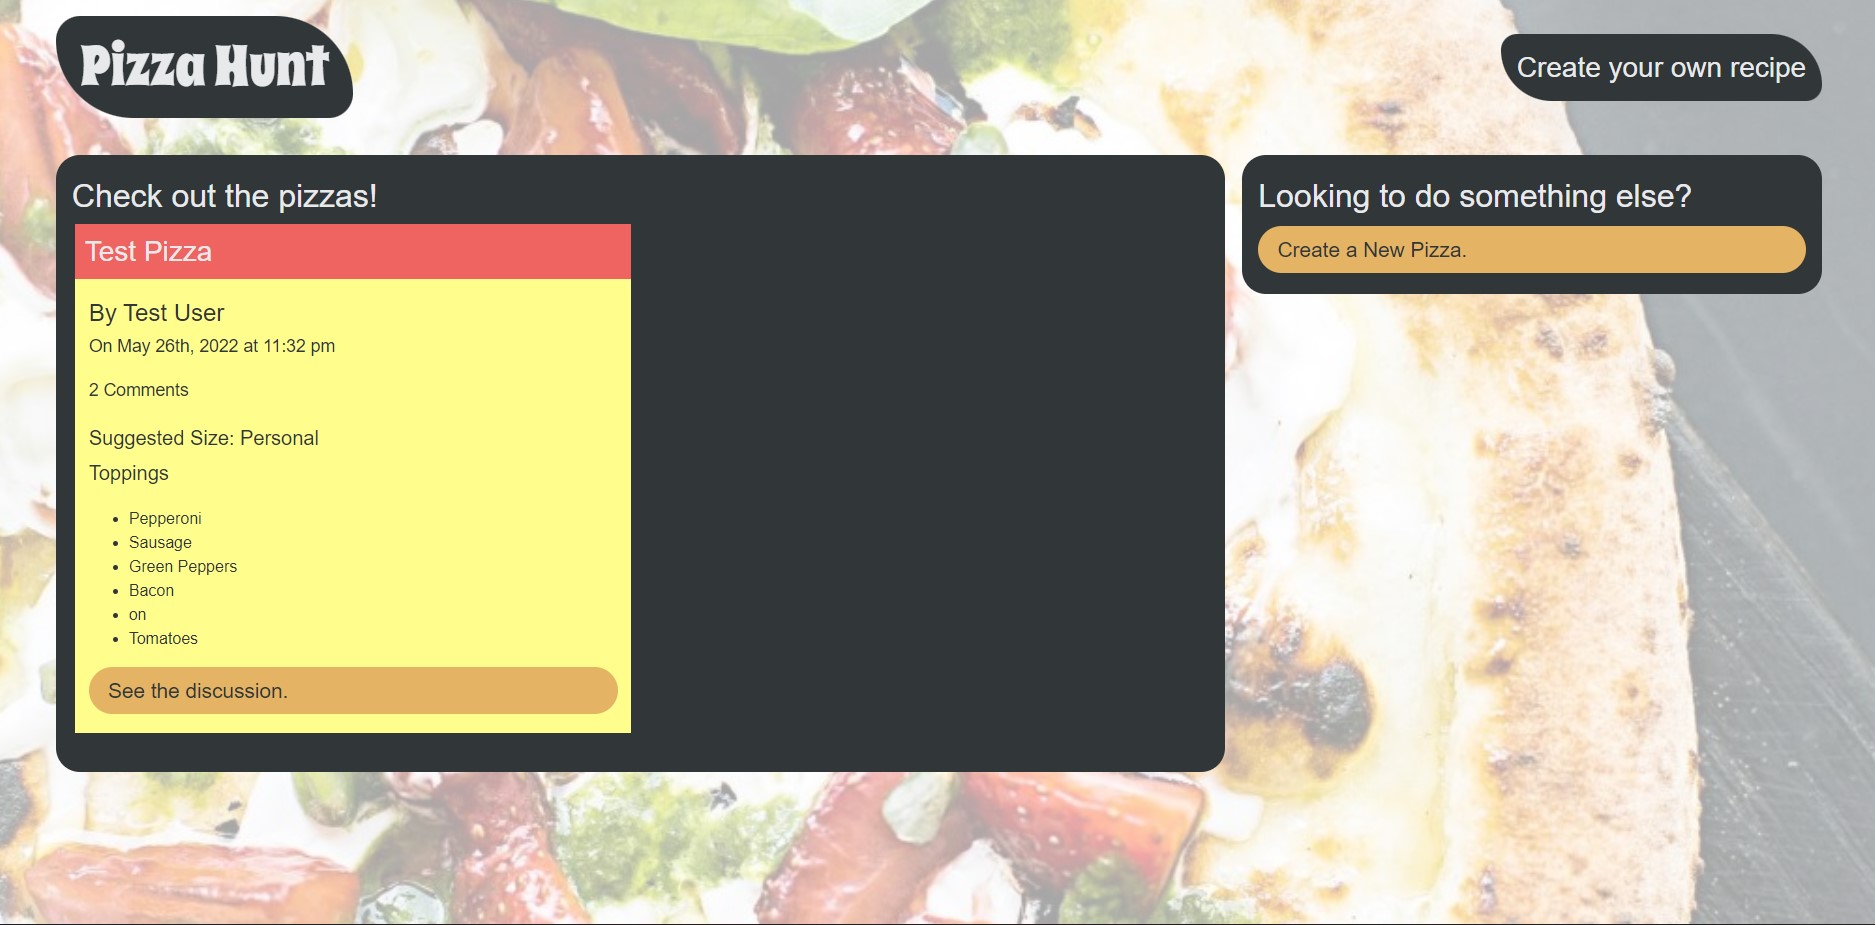 Pizza Hunt
Create your own recipe
Check out the pizzas!
Test Pizza
By Test User
On May 26th, 2022 at 11:32 pm
2 Comments
Suggested Size: Personal
Toppings
Pepperoni
Sausage
Green Peppers
Bacon
on
Tomatoes
See the discussion.
Looking to do something else?
Create a New Pizza.